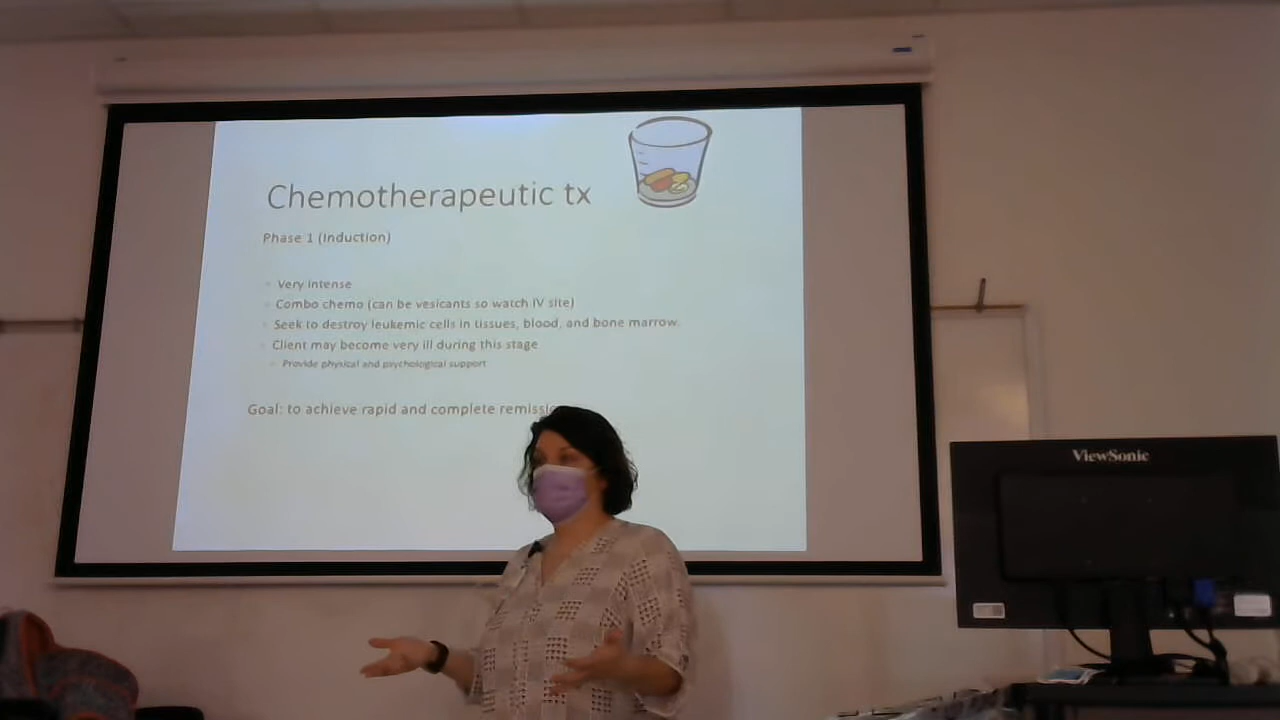 Chemotherapeutic tx
Phase 1 (Induction)
Very intense
Combo chemo (can be vesicants so watch IV site)
Seek to destroy leukemic cells in tissues, blood, and bone marrow.
Client may become very ill during this stage
Provide physical and psychological support
Goal: to achieve rapid and complete
ViewSonic